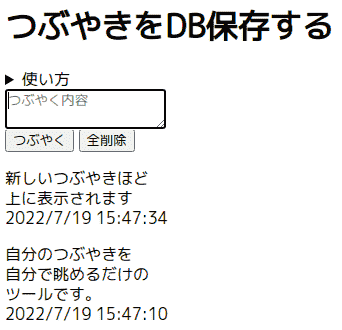 つぶやきをDB保存する
▶ 使い方
つぶやく内容
つぶやく 全削除
新しいつぶやきほど
上に表示されます
2022/7/19 15:47:34
自分のつぶやきを
自分で眺めるだけの
ツールです。
2022/7/19 15:47:10